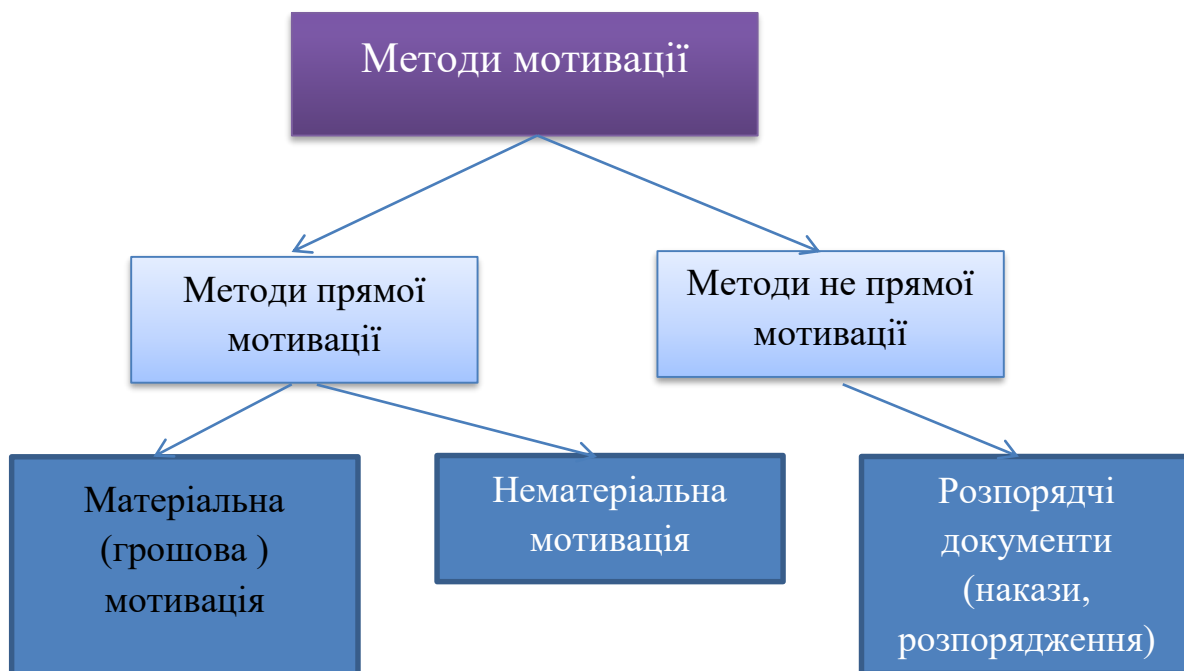 Методи мотивації
Методи прямої
мотивації
Методи не прямої
мотивації
Матеріальна
(грошова )
мотивація
Нематеріальна
мотивація
Розпорядчі
документи
(накази,
розпорядження)